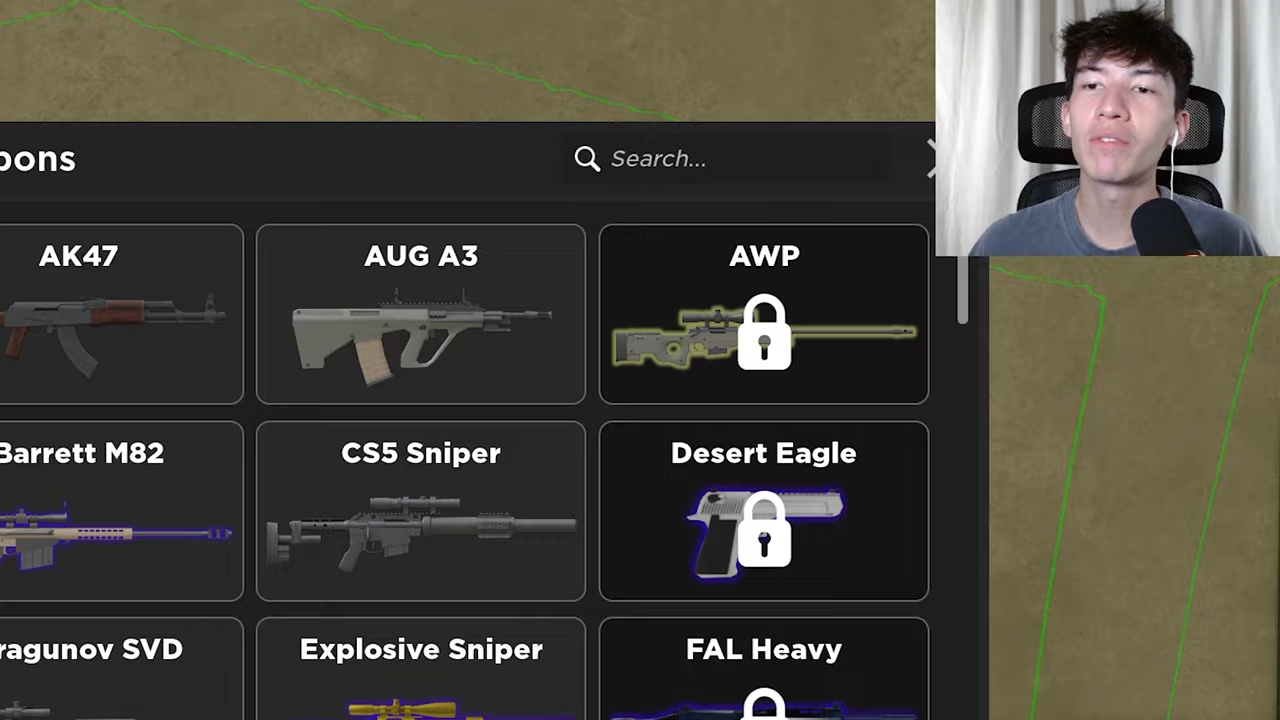 pons
Search...
AK47
AUG A3
AWP
Barrett M82
CS5 Sniper
Desert Eagle
ragunov SVD
Explosive Sniper
FAL Heavy